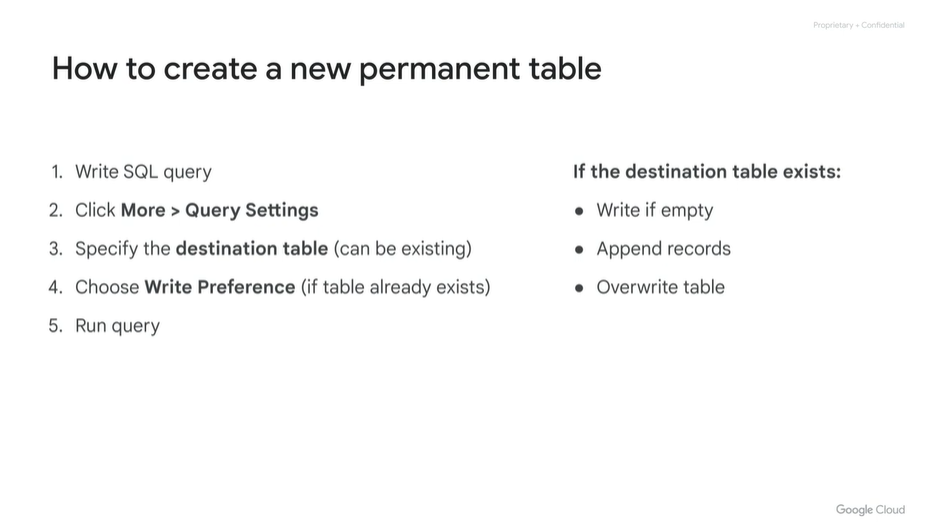 Proprietary + Confidential
How to create a new permanent table
1. Write SQL query
2. Click More > Query Settings
3. Specify the destination table (can be existing)
4. Choose Write Preference (if table already exists)
5. Run query
If the destination table exists:
● Write if empty
● Append records
● Overwrite table
Google Cloud